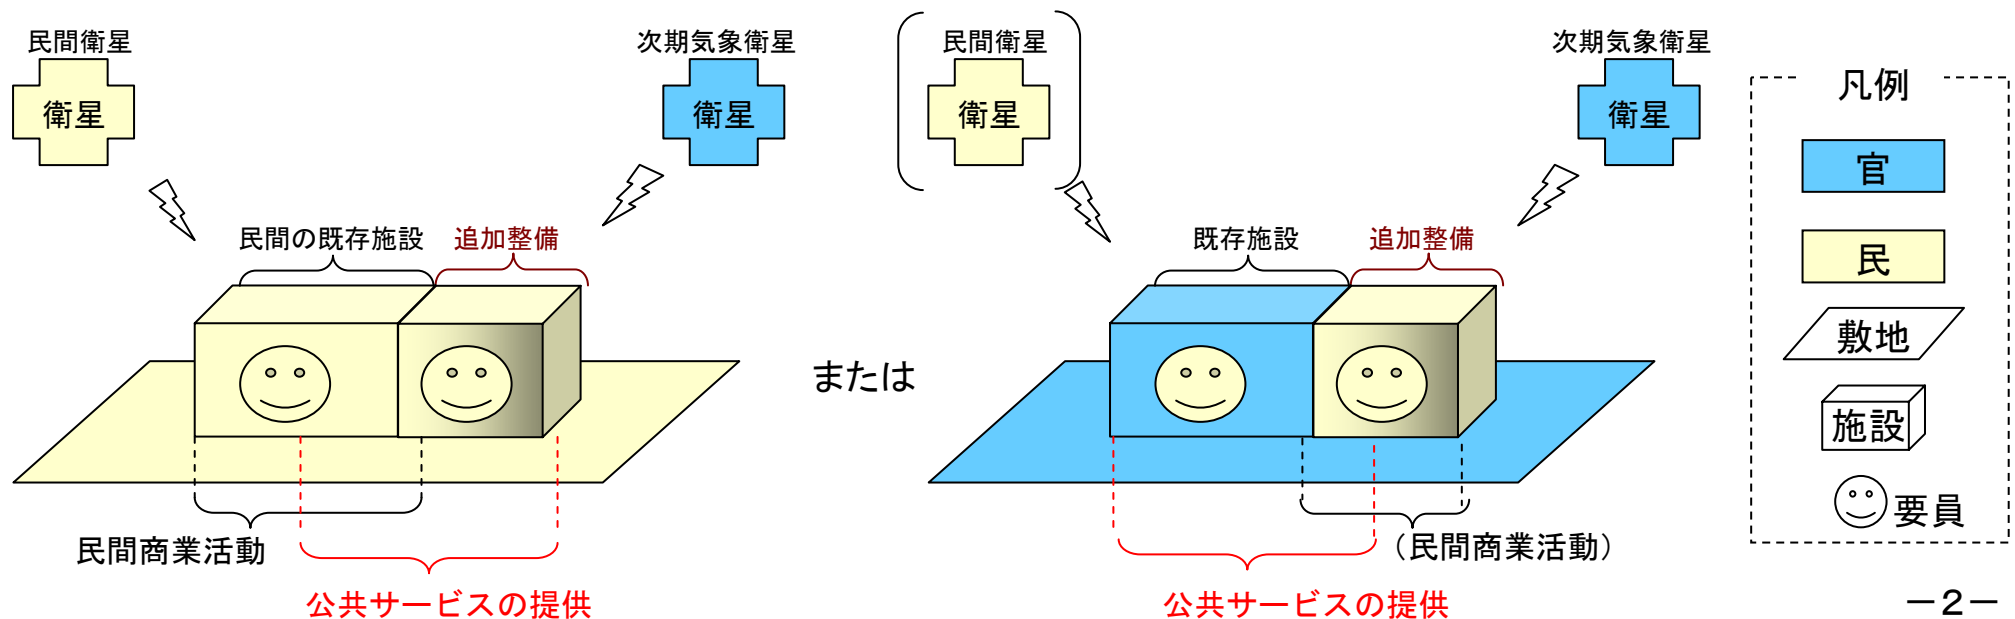 民間衛星
衛星
次期気象衛星
衛星
民間の既存施設
追加整備
民間商業活動
公共サービスの提供
または
民間衛星
衛星
次期気象衛星
衛星
既存施設
追加整備
（民間商業活動）
公共サービスの提供
凡例
官
民
敷地
施設
要員
－2－